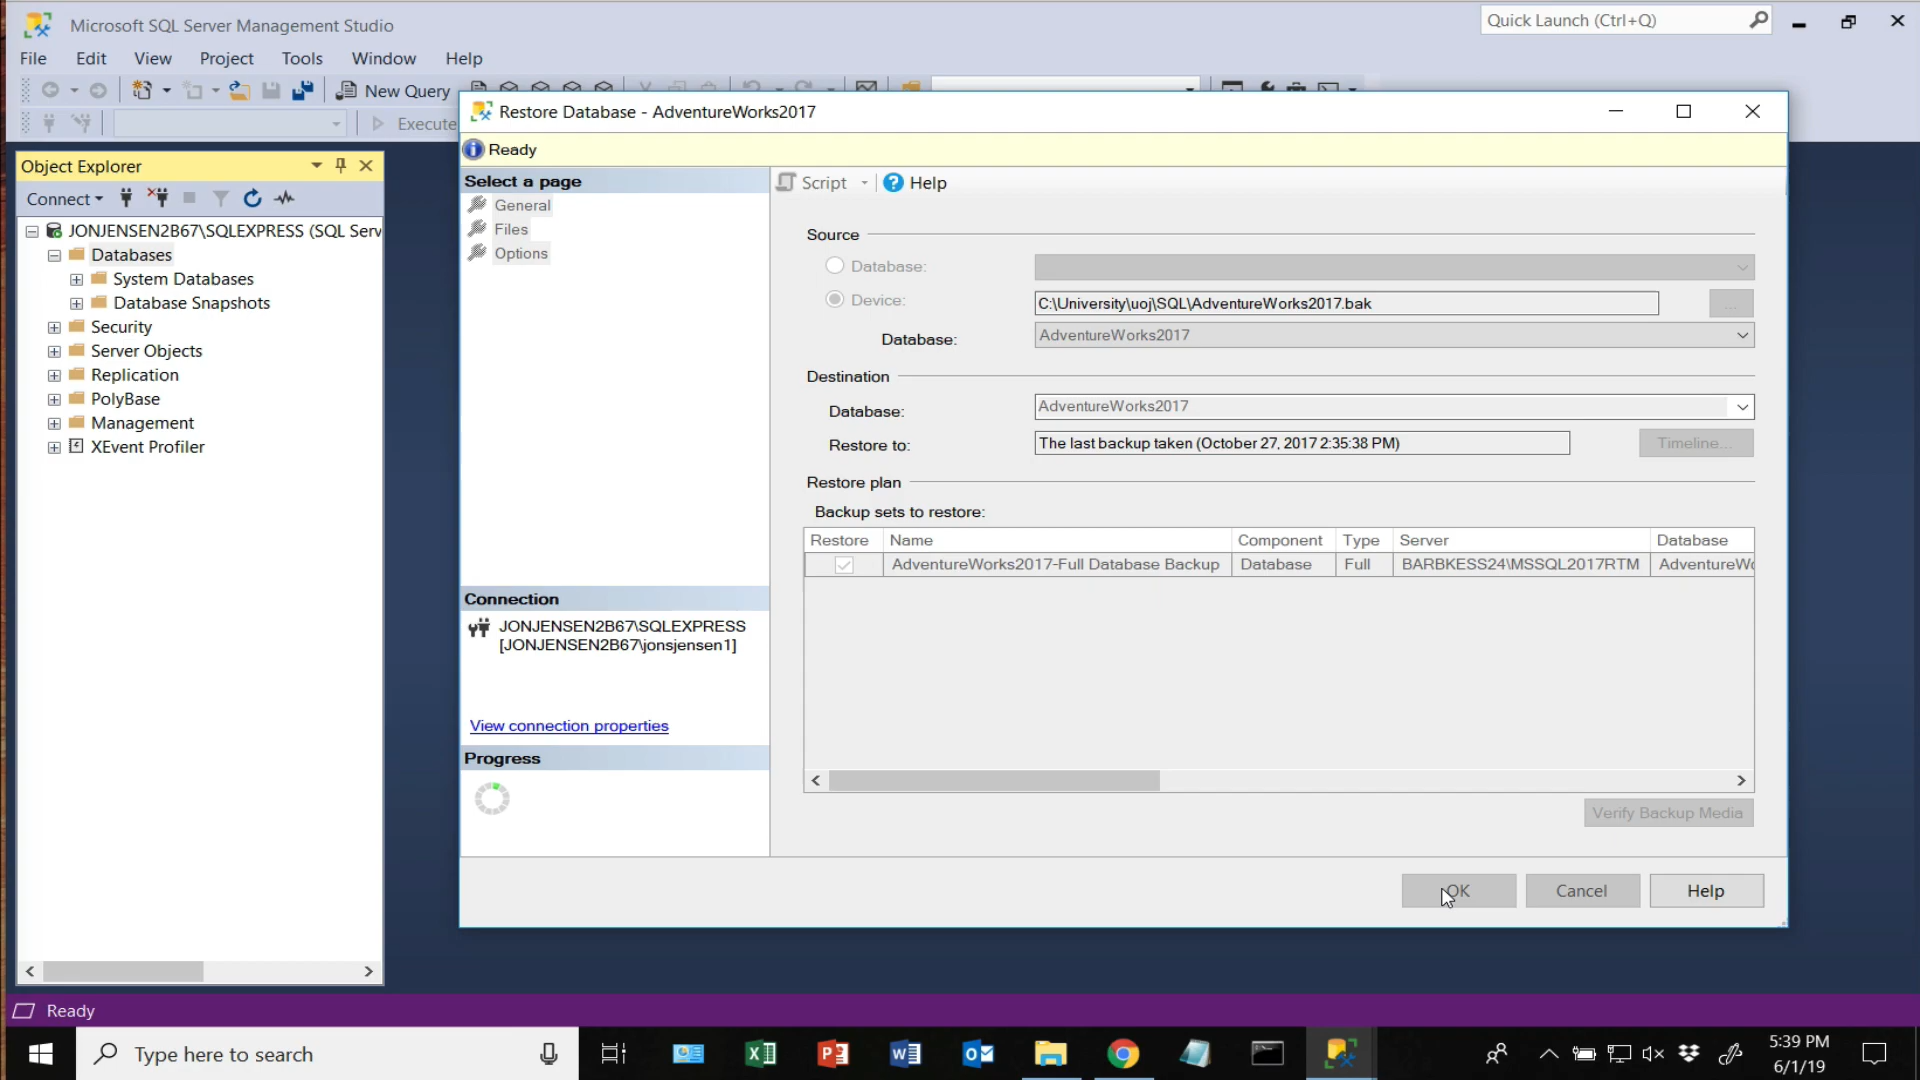 Microsoft SQL Server Management Studio
Quick Launch (Ctrl+Q)
File Edit View Project Tools Window Help
New Query
Execute
Restore Database - AdventureWorks2017
Ready
Object Explorer
Connect
JONJENSEN2B67\SQLEXPRESS (SQL Serv
Databases
System Databases
Database Snapshots
Security
Server Objects
Replication
PolyBase
Management
XEvent Profiler
Select a page
General
Files
Options
Connection
JONJENSEN2B67\SQLEXPRESS
[JONJENSEN2B67\jonsjensen1]
View connection properties
Progress
Script Help
Source
Database:
Device: C:\University\uoj\SQL\AdventureWorks2017.bak ...
Database: AdventureWorks2017
Destination
Database: AdventureWorks2017
Restore to: The last backup taken (October 27, 2017 2:35:38 PM) Timeline...
Restore plan
Backup sets to restore:
Restore Name Component Type Server Database
AdventureWorks2017-Full Database Backup Database Full BARBKESS24\MSSQL2017RTM AdventureWo
Verify Backup Media
OK Cancel Help
Ready
Type here to search
5:39 PM
6/1/19